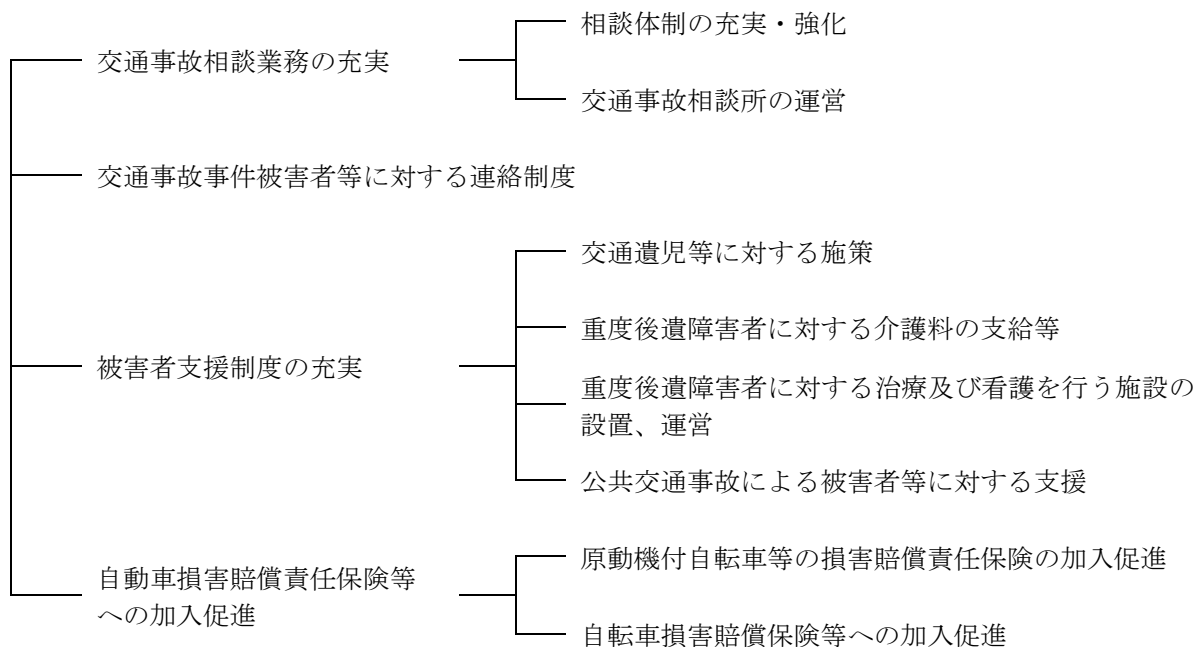 交通事故相談業務の充実
相談体制の充実・強化
交通事故相談所の運営
交通事故事件被害者等に対する連絡制度
被害者支援制度の充実
交通遺児等に対する施策
重度後遺障害者に対する介護料の支給等
重度後遺障害者に対する治療及び看護を行う施設の
設置、運営
公共交通事故による被害者等に対する支援
自動車損害賠償責任保険等
への加入促進
原動機付自転車等の損害賠償責任保険の加入促進
自転車損害賠償保険等への加入促進